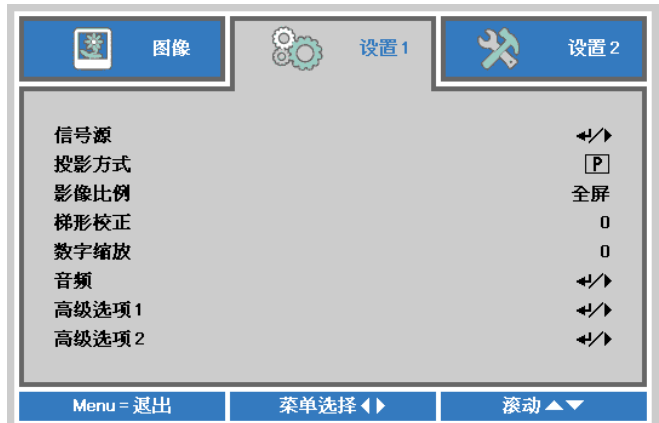 图像 设置1 设置2
信号源 ↵/▶
投影方式 P
影像比例 全屏
梯形校正 0
数字缩放 0
音频 ↵/▶
高级选项1 ↵/▶
高级选项2 ↵/▶
Menu = 退出 菜单选择◀▶ 滚动▲▼